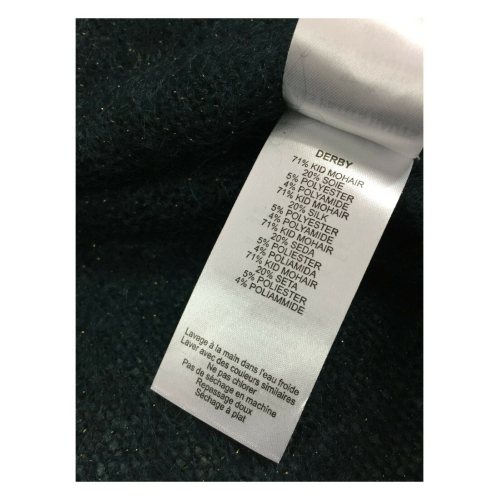 DERBY
71% KID MOHAIR
20% SOIE
5% POLYESTER
4% POLYAMIDE
71% KID MOHAIR
20% SILK
5% POLYESTER
4% POLYAMIDE
71% KID MOHAIR
20% SEDA
5% POLIESTER
4% POLIAMIDA
71% KID MOHAIR
20% SETA
5% POLIESTER
4% POLIAMMIDE
Lavage à la main dans l'eau froide
Laver avec des couleurs similaires
Ne pas chlorer
Pas de séchage en machine
Repassage doux
Séchage à plat